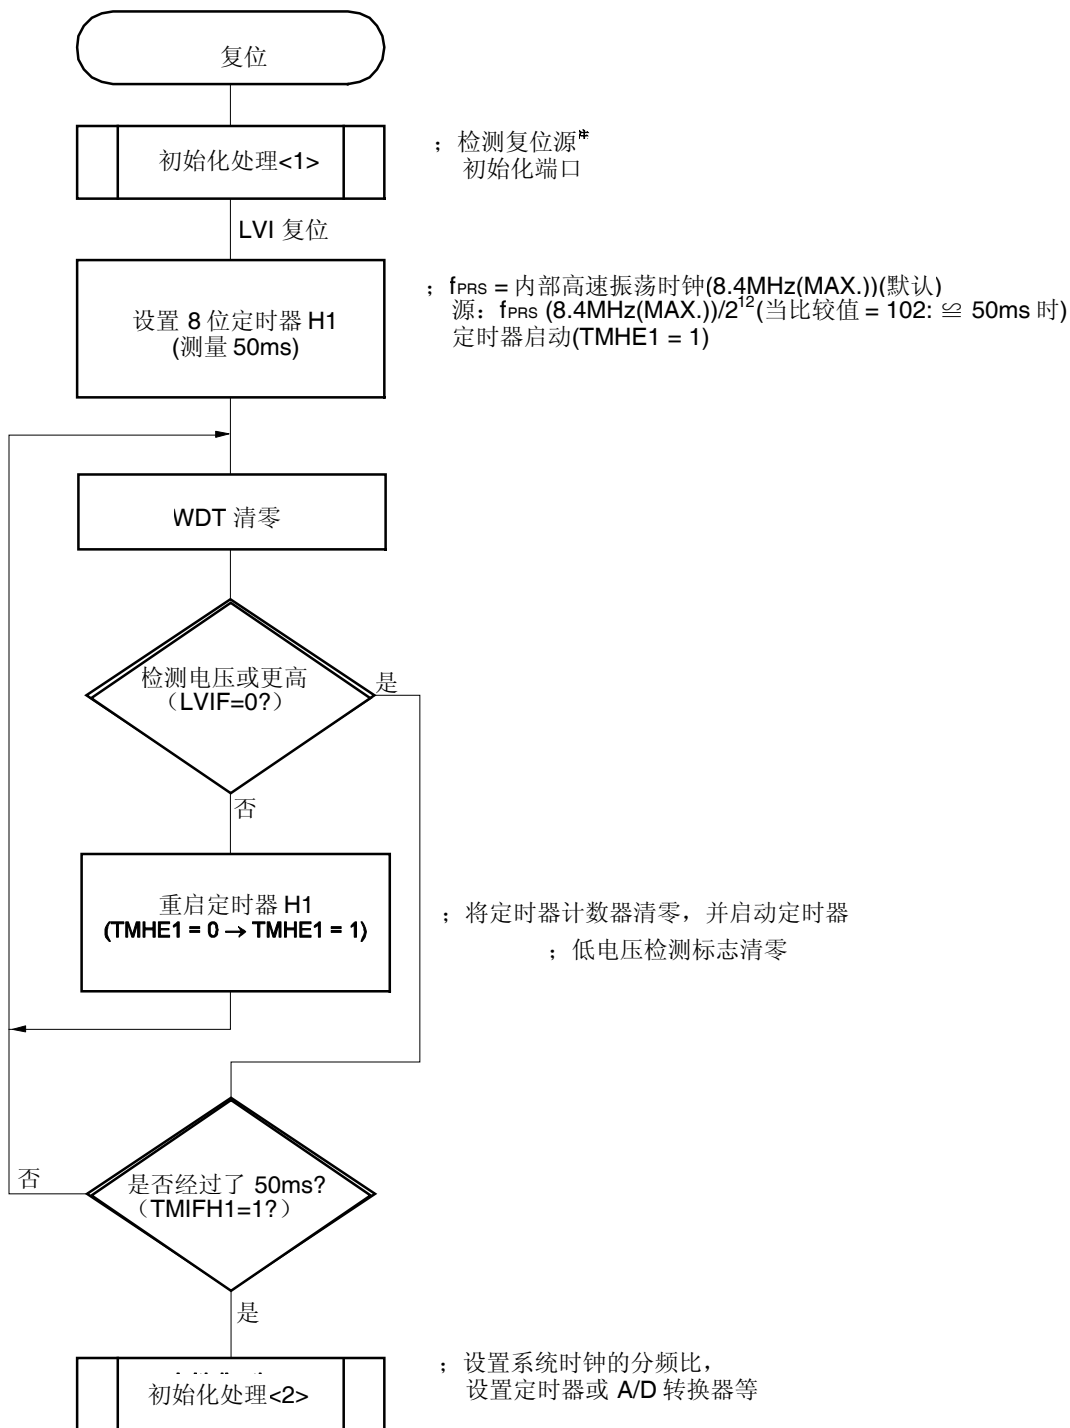 复位
初始化处理<1>
；检测复位源注
初始化端口
LVI 复位
设置 8 位定时器 H1
(测量 50ms)
；fPRS = 内部高速振荡时钟(8.4MHz(MAX.))(默认)
源：fPRS (8.4MHz(MAX.))/2^12(当比较值 = 102: ≌ 50ms 时)
定时器启动(TMHE1 = 1)
WDT 清零
检测电压或更高
（LVIF=0?）
是
否
重启定时器 H1
(TMHE1 = 0 → TMHE1 = 1)
；将定时器计数器清零，并启动定时器
；低电压检测标志清零
否
是否经过了 50ms?
（TMIFH1=1?）
是
初始化处理<2>
；设置系统时钟的分频比，
设置定时器或 A/D 转换器等